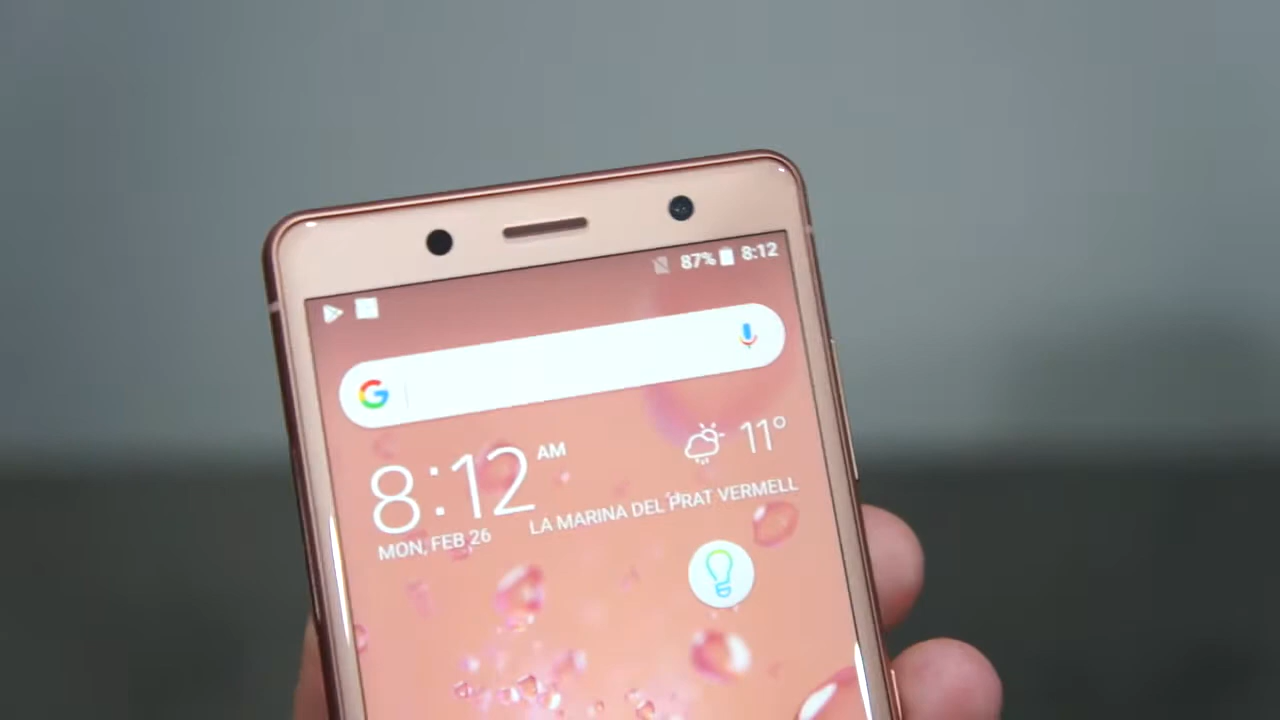 87% 8:12
G
8:12 AM
11°
MON, FEB 26
LA MARINA DEL PRAT VERMELL